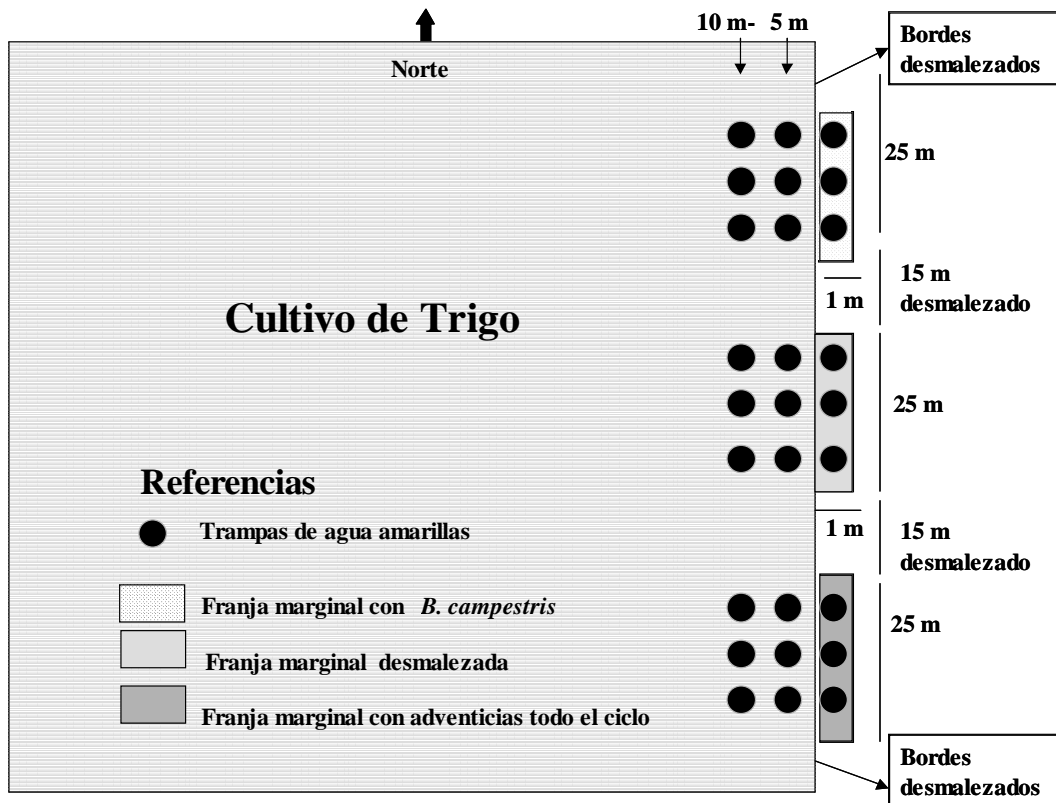 10 m- 5 m
Norte
Bordes
desmalezados
25 m
15 m
desmalezado
1 m
Cultivo de Trigo
25 m
Referencias
Trampas de agua amarillas
1 m
15 m
desmalezado
Franja marginal con B. campestris
25 m
Franja marginal desmalezada
Franja marginal con adventicias todo el ciclo
Bordes
desmalezados